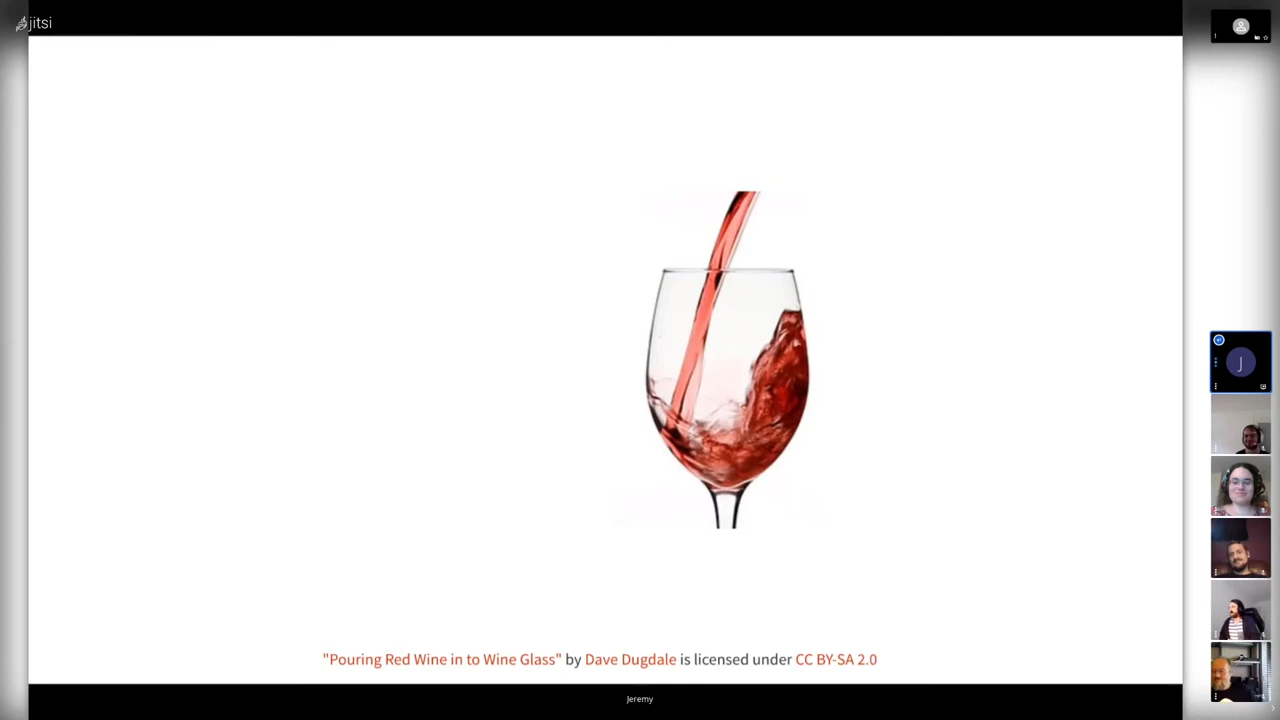 jitsi
"Pouring Red Wine in to Wine Glass" by Dave Dugdale is licensed under CC BY-SA 2.0
J
Jeremy